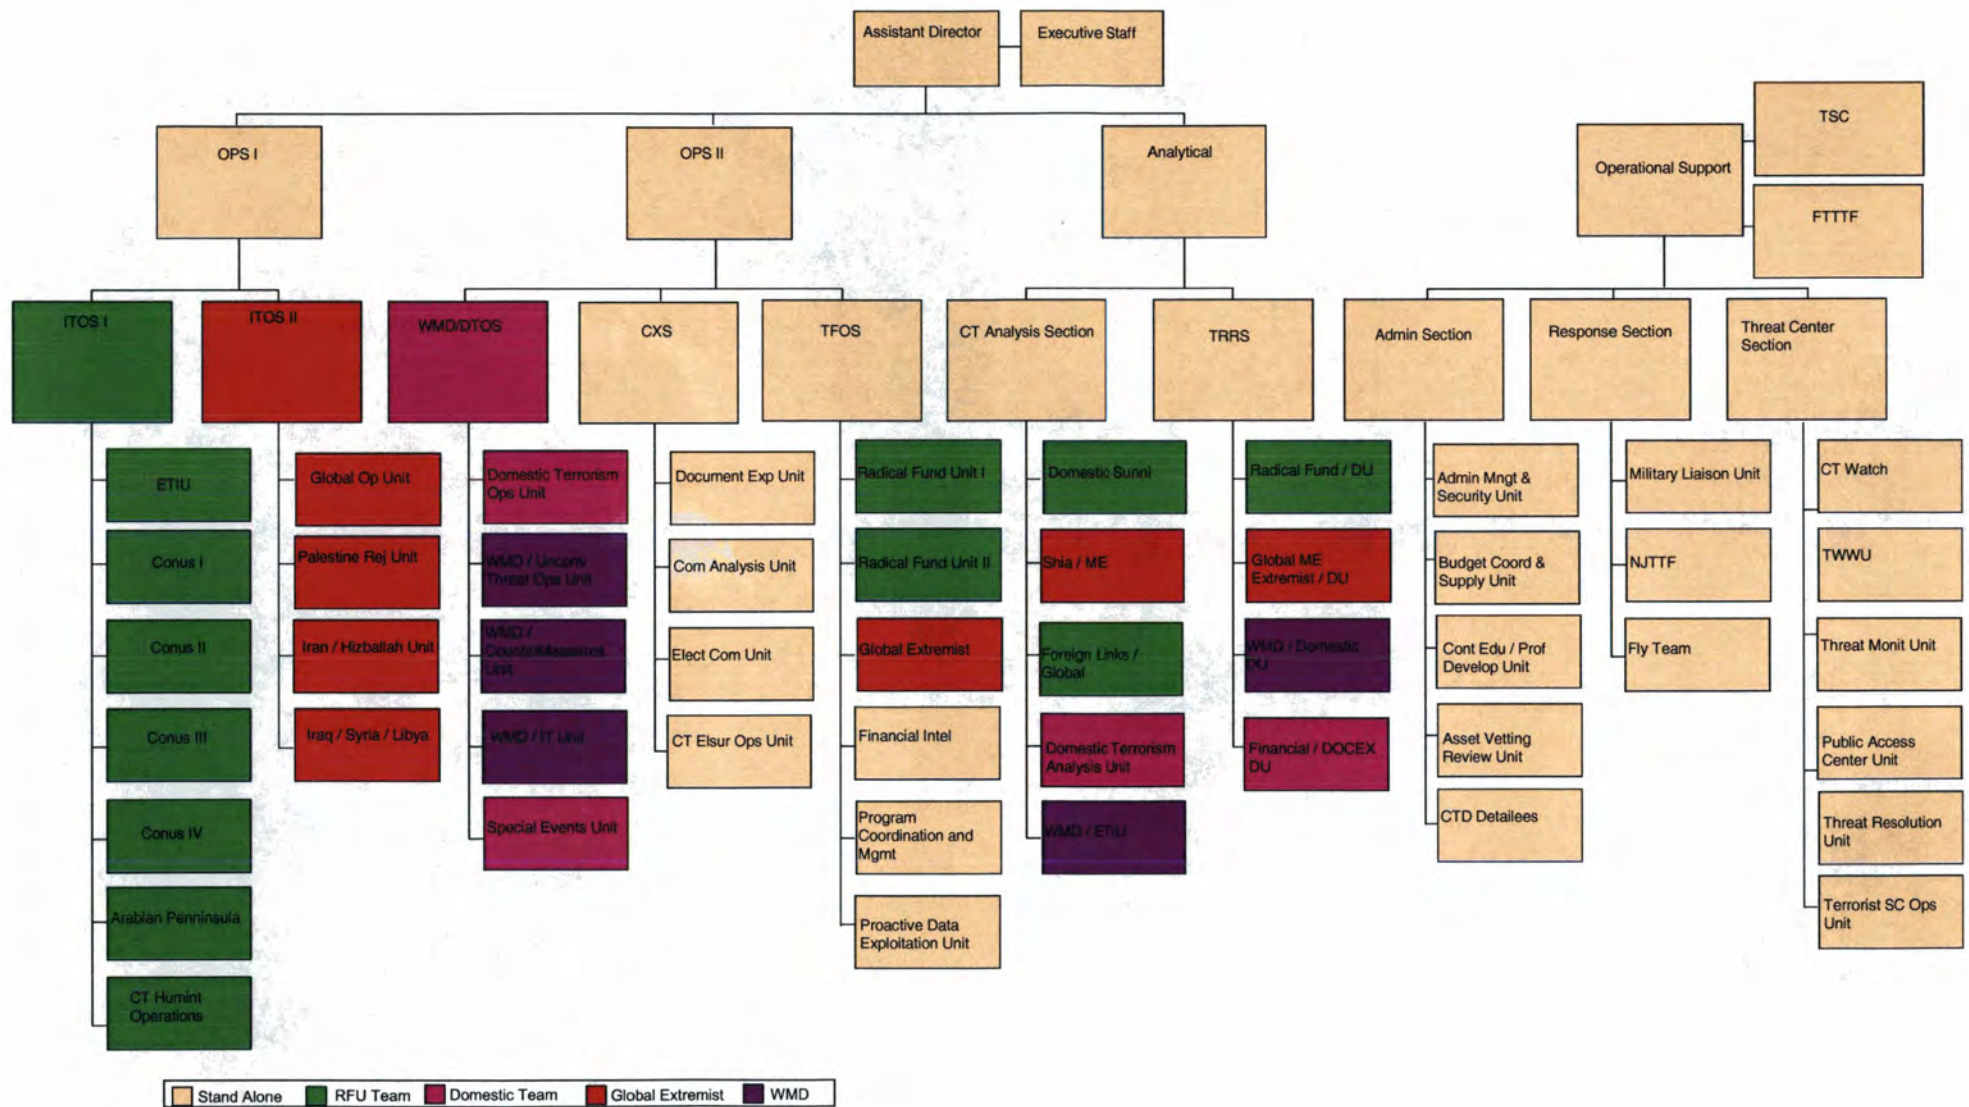 Assistant Director
Executive Staff
TSC
OPS I
OPS II
Analytical
Operational Support
FTTTF
ITOS I
ITOS II
WMD/DTOS
CXS
TFOS
CT Analysis Section
TRRS
Admin Section
Response Section
Threat Center
Section
ETIU
Conus I
Conus II
Conus III
Conus IV
Arabian Penninsula
CT Humint
Operations
Global Op Unit
Palestine Rej Unit
Iran / Hizballah Unit
Iraq / Syria / Libya
Domestic Terrorism
Ops Unit
WMD / Unconv
Threat Ops Unit
WMD /
CounterMeasures
Unit
WMD / IT Unit
Special Events Unit
Document Exp Unit
Com Analysis Unit
Elect Com Unit
CT Elsur Ops Unit
Radical Fund Unit I
Radical Fund Unit II
Global Extremist
Financial Intel
Program
Coordination and
Mgmt
Proactive Data
Exploitation Unit
Domestic Sunni
Shia / ME
Foreign Links /
Global
Domestic Terrorism
Analysis Unit
WMD / ETIU
Radical Fund / DU
Global ME
Extremist / DU
WMD / Domestic
DU
Financial / DOCEX
DU
Admin Mngt &
Security Unit
Budget Coord &
Supply Unit
Cont Edu / Prof
Develop Unit
Asset Vetting
Review Unit
CTD Detailees
Military Liaison Unit
NJTTF
Fly Team
CT Watch
TWWU
Threat Monit Unit
Public Access
Center Unit
Threat Resolution
Unit
Terrorist SC Ops
Unit
Stand Alone
RFU Team
Domestic Team
Global Extremist
WMD